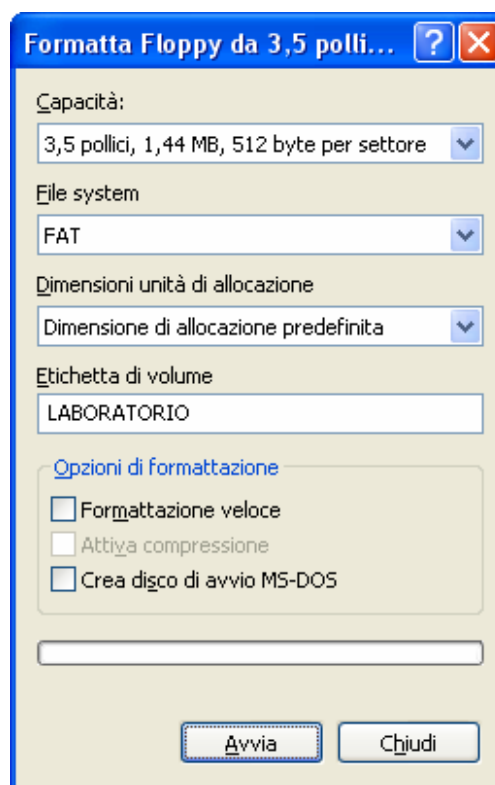 Formatta Floppy da 3,5 polli...
Capacità:
3,5 pollici, 1,44 MB, 512 byte per settore
File system
FAT
Dimensioni unità di allocazione
Dimensione di allocazione predefinita
Etichetta di volume
LABORATORIO
Opzioni di formattazione
Formattazione veloce
Attiva compressione
Crea disco di avvio MS-DOS
Avvia
Chiudi